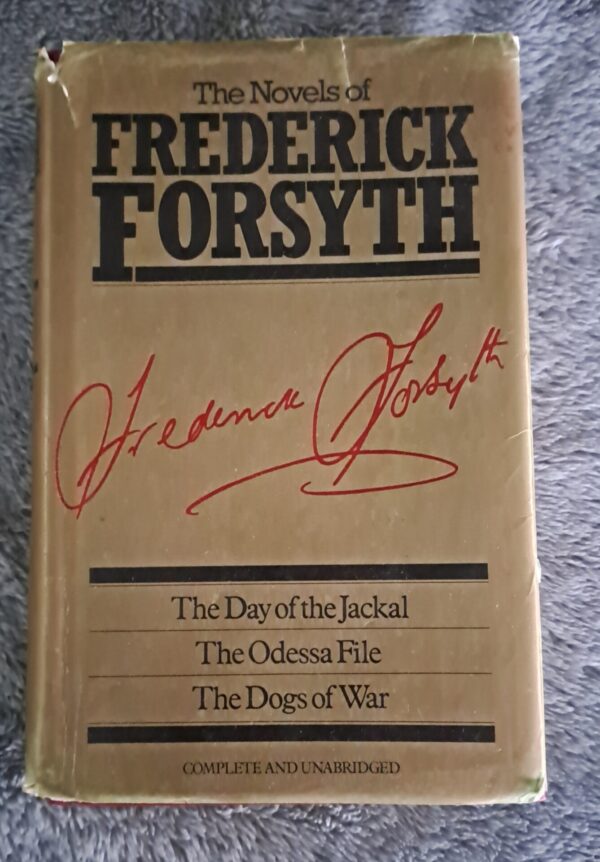 The Novels of
FREDERICK
FORSYTH
Frederick Forsyth
The Day of the Jackal
The Odessa File
The Dogs of War
COMPLETE AND UNABRIDGED